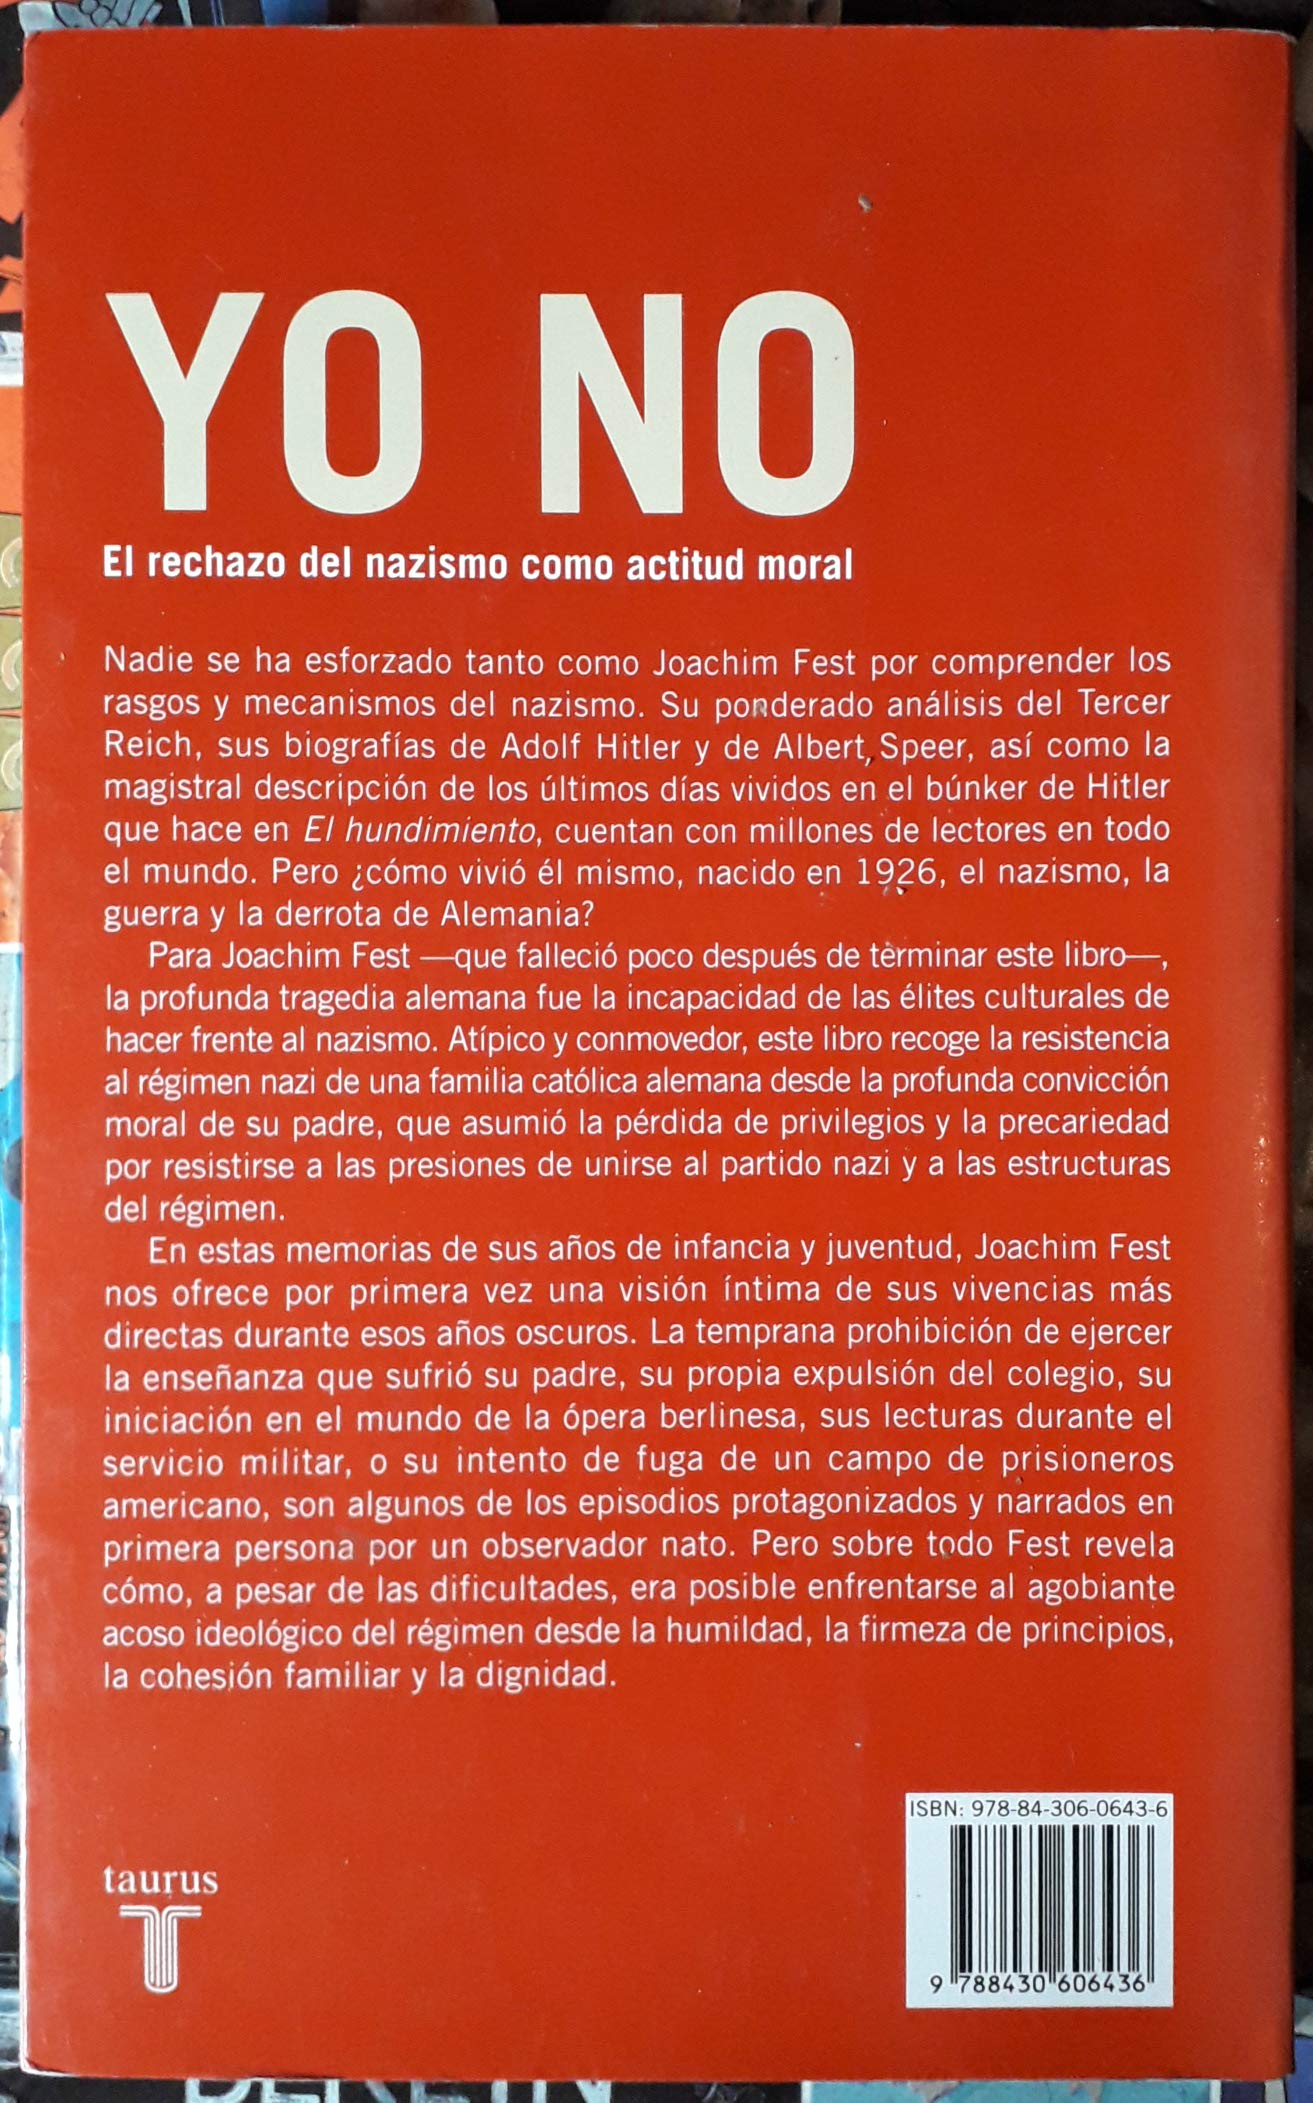 YO NO
El rechazo del nazismo como actitud moral
Nadie se ha esforzado tanto como Joachim Fest por comprender los
rasgos y mecanismos del nazismo. Su ponderado análisis del Tercer
Reich, sus biografías de Adolf Hitler y de Albert Speer, así como la
magistral descripción de los últimos días vividos en el búnker de Hitler
que hace en El hundimiento, cuentan con millones de lectores en todo
el mundo. Pero ¿cómo vivió él mismo, nacido en 1926, el nazismo, la
guerra y la derrota de Alemania?
Para Joachim Fest —que falleció poco después de terminar este libro—,
la profunda tragedia alemana fue la incapacidad de las élites culturales de
hacer frente al nazismo. Atípico y conmovedor, este libro recoge la resistencia
al régimen nazi de una familia católica alemana desde la profunda convicción
moral de su padre, que asumió la pérdida de privilegios y la precariedad
por resistirse a las presiones de unirse al partido nazi y a las estructuras
del régimen.
En estas memorias de sus años de infancia y juventud, Joachim Fest
nos ofrece por primera vez una visión íntima de sus vivencias más
directas durante esos años oscuros. La temprana prohibición de ejercer
la enseñanza que sufrió su padre, su propia expulsión del colegio, su
iniciación en el mundo de la ópera berlinesa, sus lecturas durante el
servicio militar, o su intento de fuga de un campo de prisioneros
americano, son algunos de los episodios protagonizados y narrados en
primera persona por un observador nato. Pero sobre todo Fest revela
cómo, a pesar de las dificultades, era posible enfrentarse al agobiante
acoso ideológico del régimen desde la humildad, la firmeza de principios,
la cohesión familiar y la dignidad.
ISBN: 978-84-306-0643-6
taurus
9 788430 606436